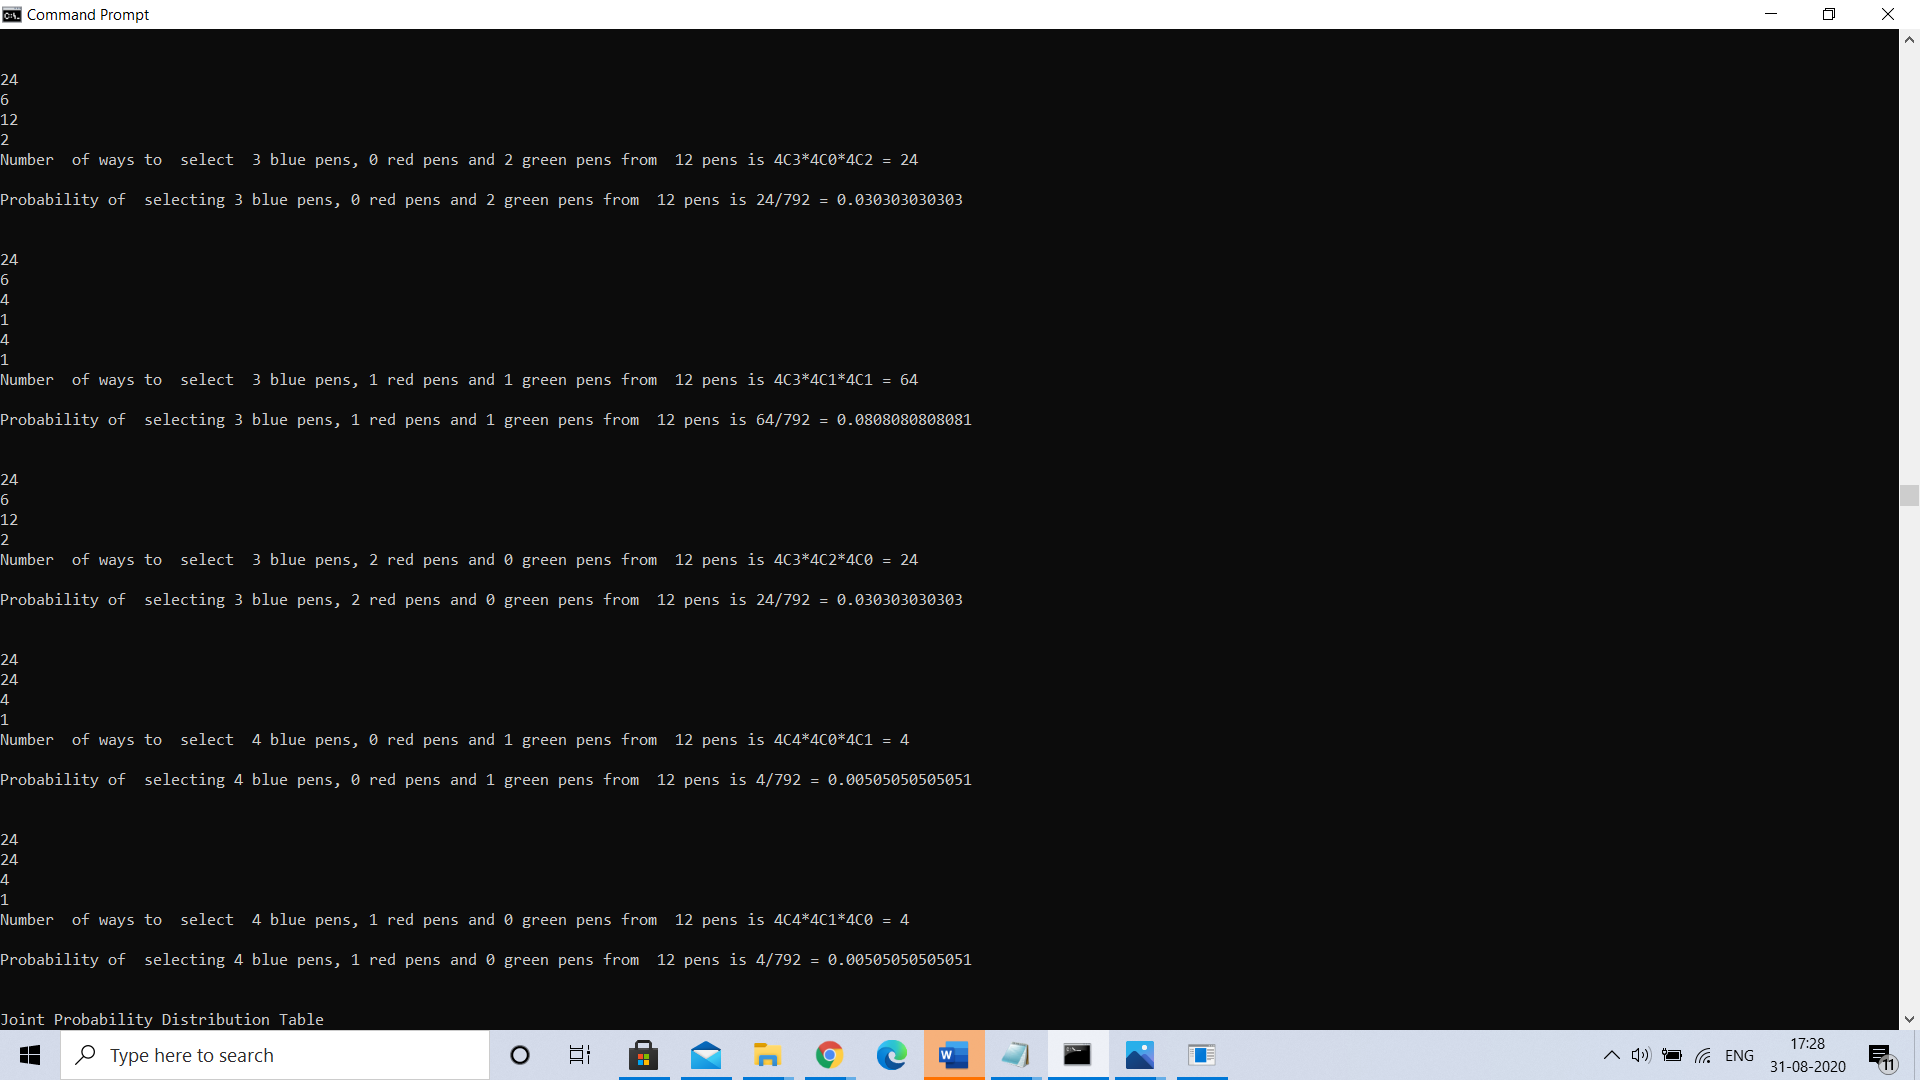 Command Prompt
24
6
12
2
Number  of ways to  select  3 blue pens, 0 red pens and 2 green pens from  12 pens is 4C3*4C0*4C2 = 24
Probability of  selecting 3 blue pens, 0 red pens and 2 green pens from  12 pens is 24/792 = 0.030303030303
24
6
4
1
4
1
Number  of ways to  select  3 blue pens, 1 red pens and 1 green pens from  12 pens is 4C3*4C1*4C1 = 64
Probability of  selecting 3 blue pens, 1 red pens and 1 green pens from  12 pens is 64/792 = 0.0808080808081
24
6
12
2
Number  of ways to  select  3 blue pens, 2 red pens and 0 green pens from  12 pens is 4C3*4C2*4C0 = 24
Probability of  selecting 3 blue pens, 2 red pens and 0 green pens from  12 pens is 24/792 = 0.030303030303
24
24
4
1
Number  of ways to  select  4 blue pens, 0 red pens and 1 green pens from  12 pens is 4C4*4C0*4C1 = 4
Probability of  selecting 4 blue pens, 0 red pens and 1 green pens from  12 pens is 4/792 = 0.00505050505051
24
24
4
1
Number  of ways to  select  4 blue pens, 1 red pens and 0 green pens from  12 pens is 4C4*4C1*4C0 = 4
Probability of  selecting 4 blue pens, 1 red pens and 0 green pens from  12 pens is 4/792 = 0.00505050505051
Joint Probability Distribution Table
Type here to search
ENG
17:28
31-08-2020
11